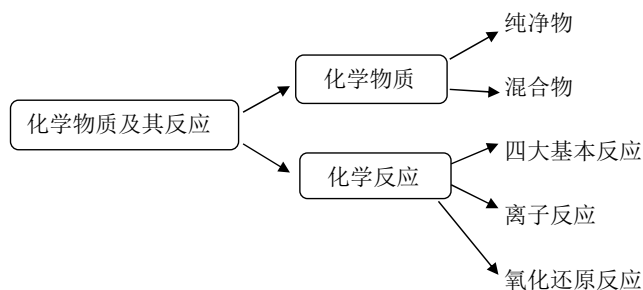 纯净物
化学物质
混合物
化学物质及其反应
四大基本反应
化学反应
离子反应
氧化还原反应